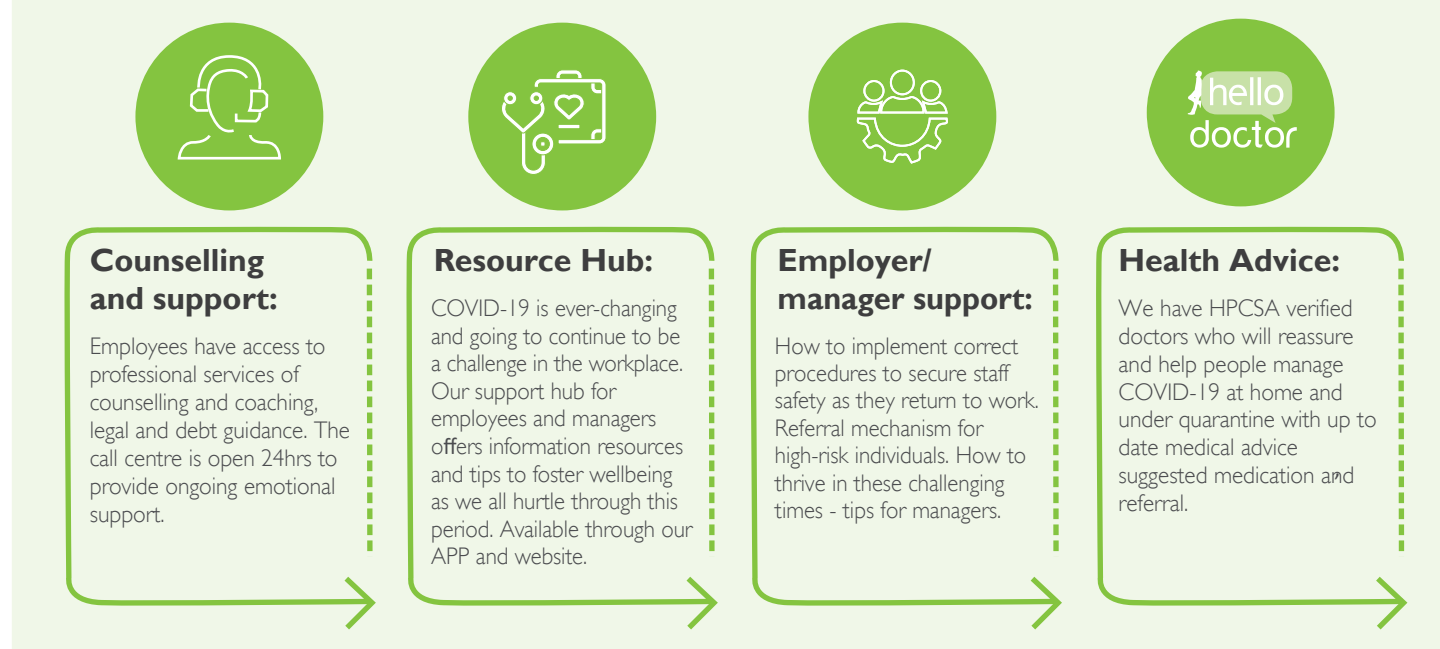 hello
doctor
Counselling
and support:
Employees have access to
professional services of
counselling and coaching,
legal and debt guidance. The
call centre is open 24hrs to
provide ongoing emotional
support.
Resource Hub:
COVID-19 is ever-changing
and going to continue to be
a challenge in the workplace.
Our support hub for
employees and managers
offers information resources
and tips to foster wellbeing
as we all hurtle through this
period. Available through our
APP and website.
Employer/
manager support:
How to implement correct
procedures to secure staff
safety as they return to work.
Referral mechanism for
high-risk individuals. How to
thrive in these challenging
times - tips for managers.
Health Advice:
We have HPCSA verified
doctors who will reassure
and help people manage
COVID-19 at home and
under quarantine with up to
date medical advice
suggested medication and
referral.